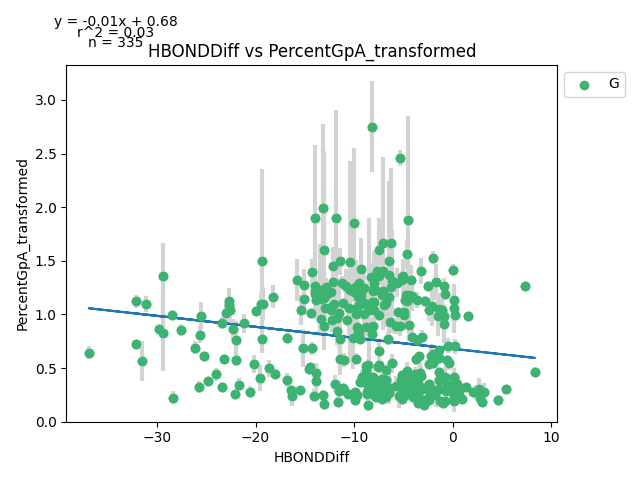 y = -0.01x + 0.68
r^2 = 0.03
n = 335
HBONDDiff vs PercentGpA_transformed
G
PercentGpA_transformed
3.0
2.5
2.0
1.5
1.0
0.5
0.0
−30
−20
−10
0
10
HBONDDiff